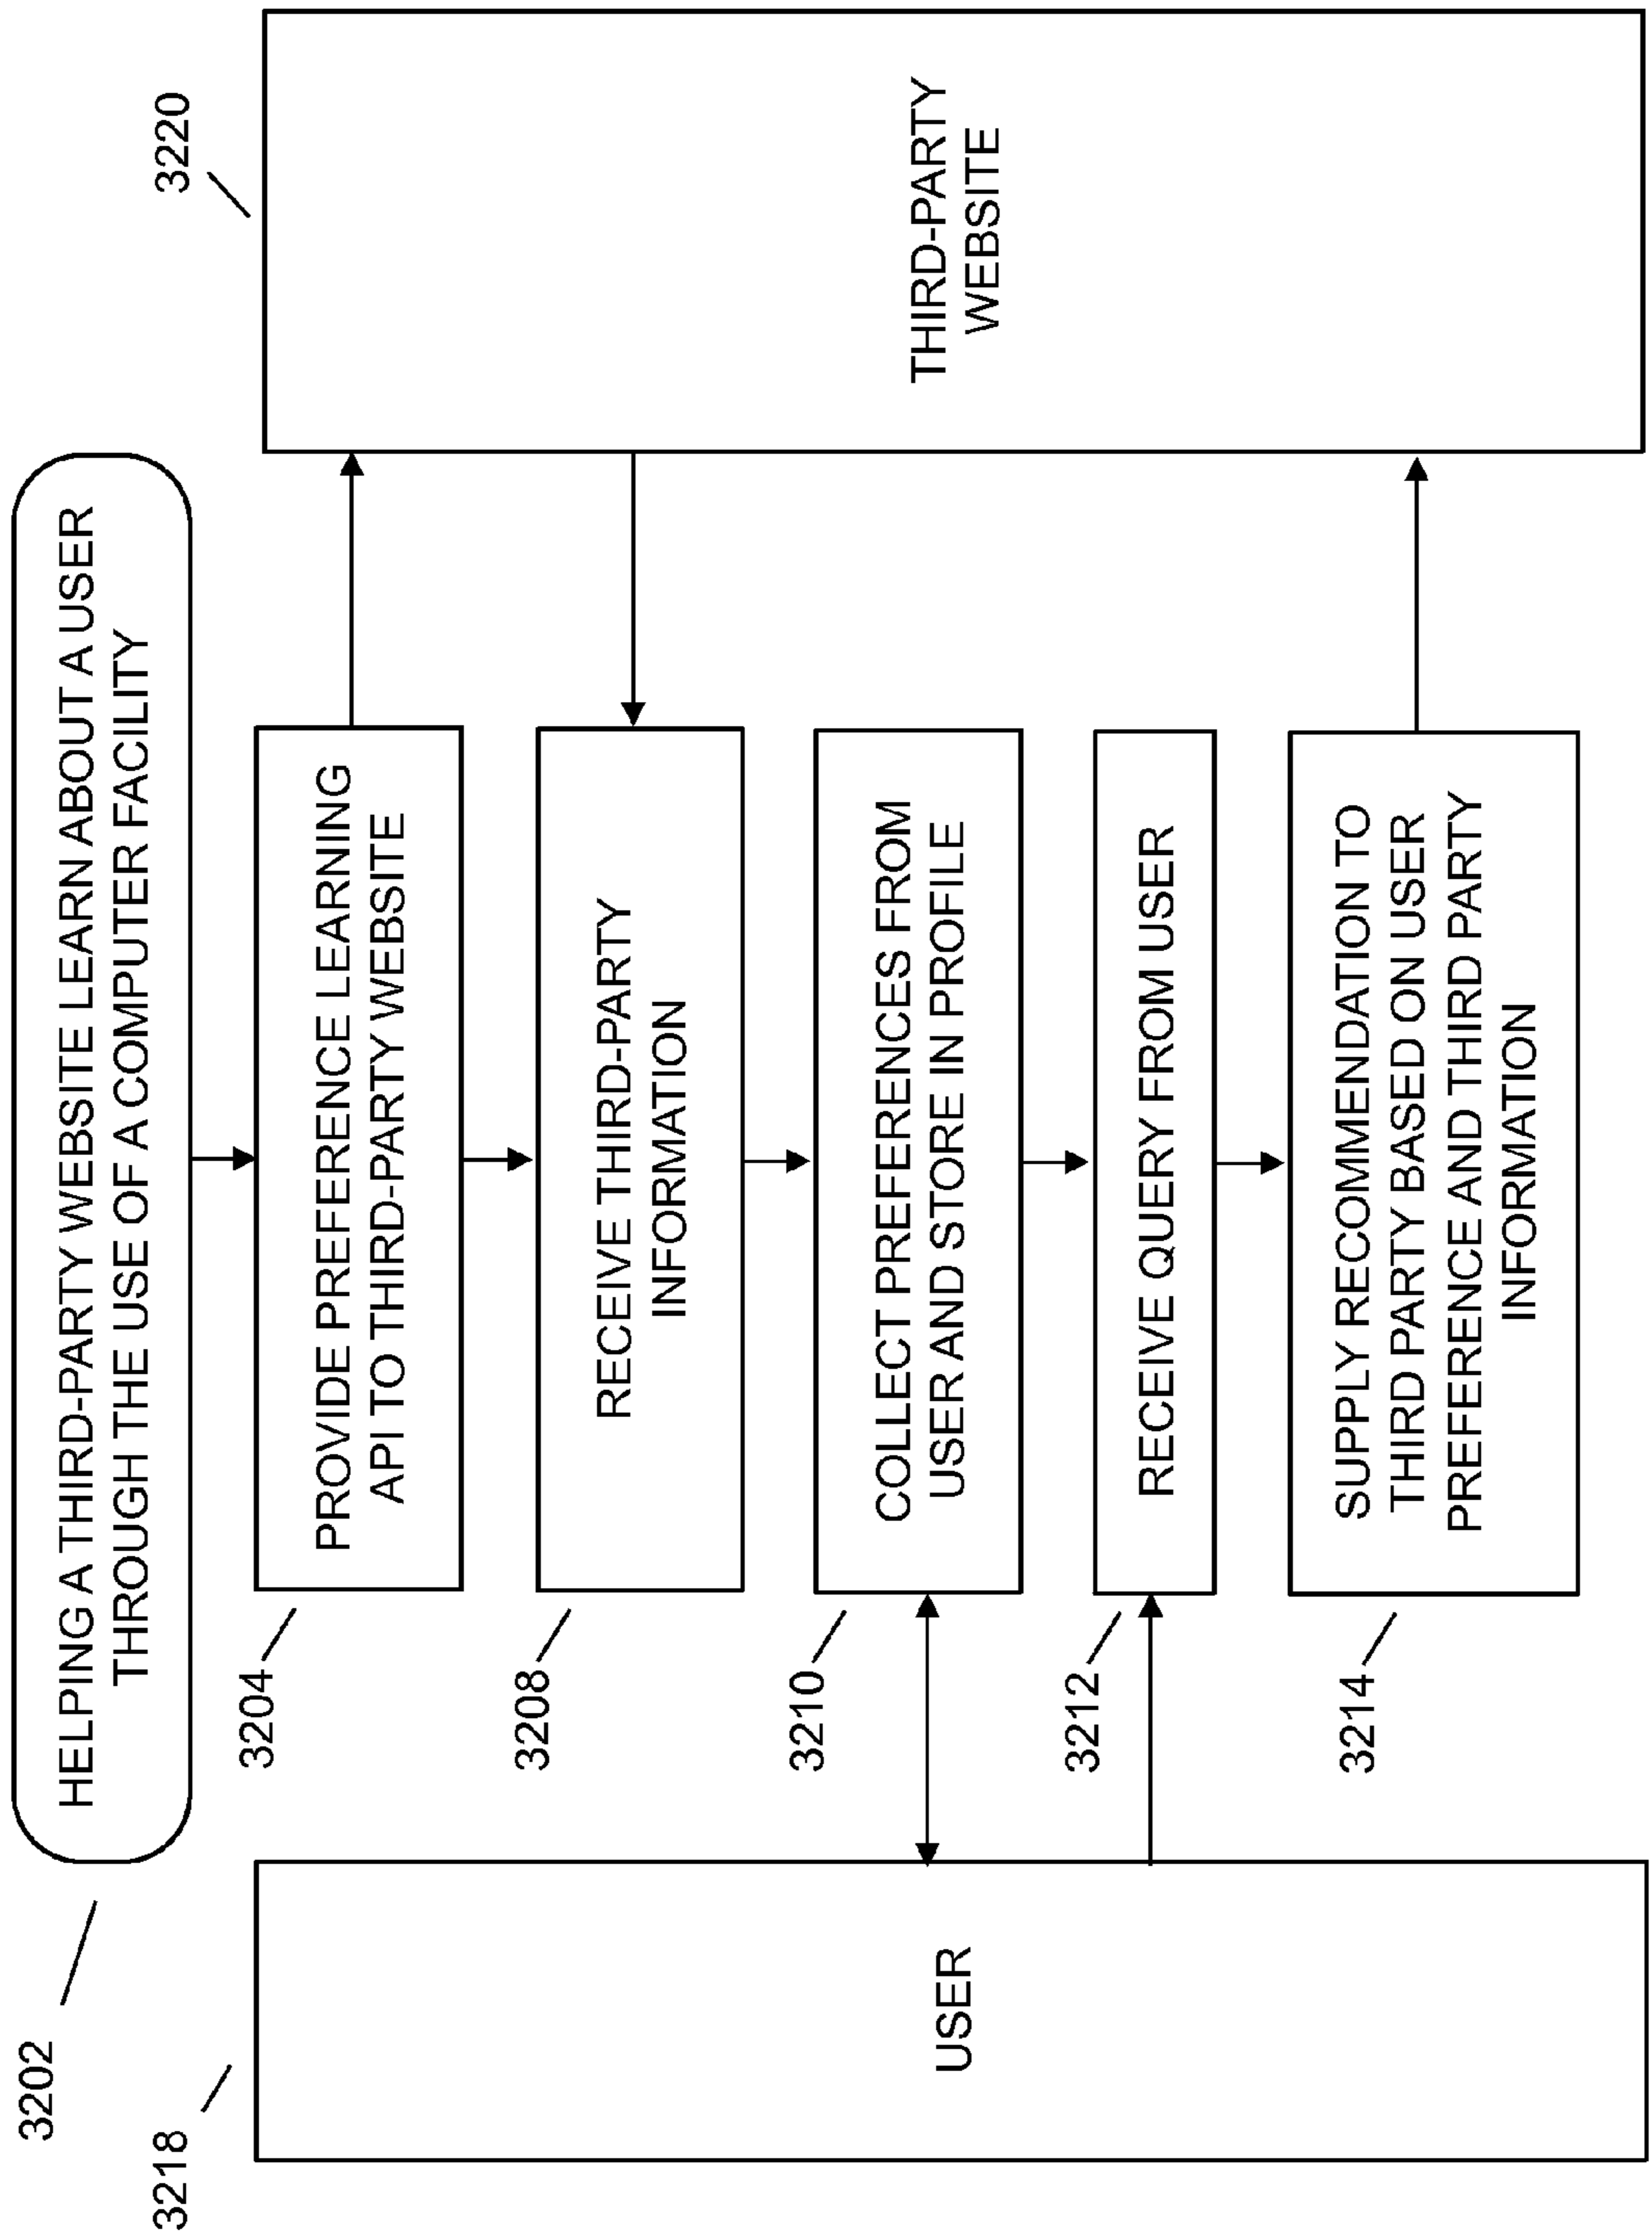 3202
HELPING A THIRD-PARTY WEBSITE LEARN ABOUT A USER
THROUGH THE USE OF A COMPUTER FACILITY
3218
USER
3204
PROVIDE PREFERENCE LEARNING
API TO THIRD-PARTY WEBSITE
3208
RECEIVE THIRD-PARTY
INFORMATION
3210
COLLECT PREFERENCES FROM
USER AND STORE IN PROFILE
3212
RECEIVE QUERY FROM USER
3214
SUPPLY RECOMMENDATION TO
THIRD PARTY BASED ON USER
PREFERENCE AND THIRD PARTY
INFORMATION
3220
THIRD-PARTY
WEBSITE